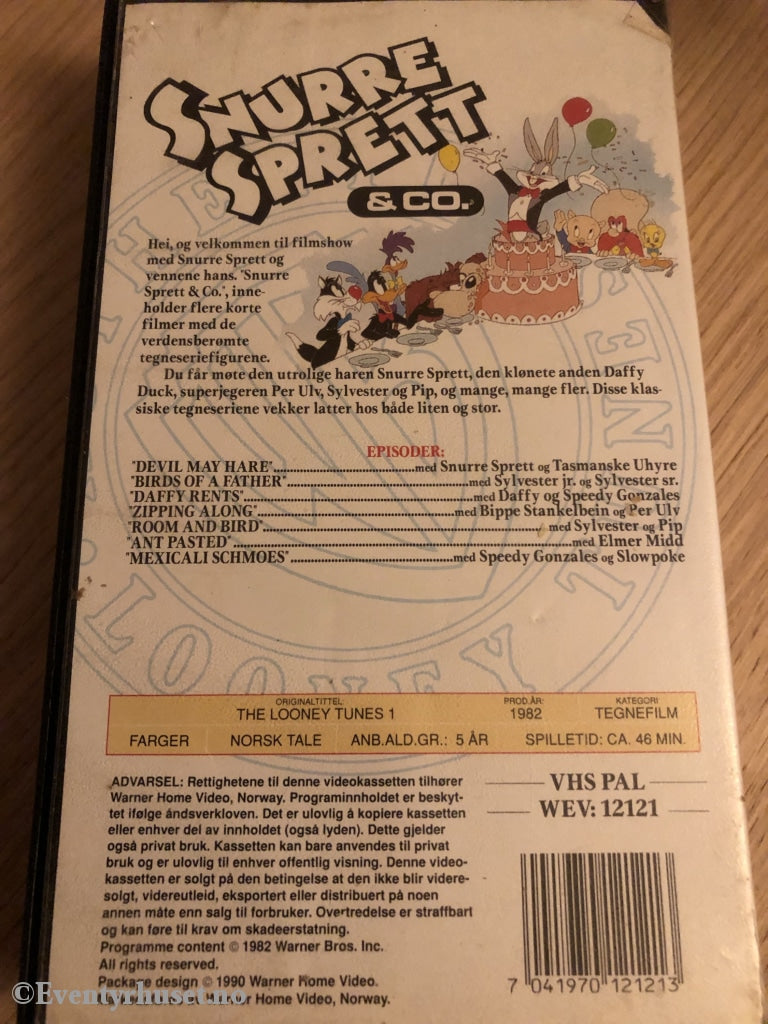 SNURRE
SPRETT
& CO.
Hei, og velkommen til filmshow
med Snurre Sprett og
vennene hans. "Snurre
Sprett & Co.", inne-
holder flere korte
filmer med de
verdensberømte
tegneseriefigurene.
Du får møte den utrolige haren Snurre Sprett, den klønete anden Daffy
Duck, superjegeren Per Ulv, Sylvester og Pip, og mange, mange fler. Disse klas-
siske tegneseriene vekker latter hos både liten og stor.
EPISODER:
"DEVIL MAY HARE"........................................med Snurre Sprett og Tasmanske Uhyre
"BIRDS OF A FATHER"........................................med Sylvester jr. og Sylvester sr.
"DAFFY RENTS"........................................med Daffy og Speedy Gonzales
"ZIPPING ALONG"........................................med Bippe Stankelbein og Per Ulv
"ROOM AND BIRD"........................................med Sylvester og Pip
"ANT PASTED"........................................med Elmer Midd
"MEXICALI SCHMOES"........................................med Speedy Gonzales og Slowpoke
ORIGINALTITTEL: PROD.ÅR: KATEGORI
THE LOONEY TUNES 1 1982 TEGNEFILM
FARGER NORSK TALE ANB.ALD.GR.: 5 ÅR SPILLETID: CA. 46 MIN.
ADVARSEL: Rettighetene til denne videokassetten tilhører
Warner Home Video, Norway. Programinnholdet er beskyt-
tet ifølge åndsverkloven. Det er ulovlig å kopiere kassetten
eller enhver del av innholdet (også lyden). Dette gjelder
også privat bruk. Kassetten kan bare anvendes til privat
bruk og er ulovlig til enhver offentlig visning. Denne video-
kassetten er solgt på den betingelse at den ikke blir videre-
solgt, videreutleid, eksportert eller distribuert på noen
annen måte enn salg til forbruker. Overtredelse er straffbart
og kan føre til krav om skadeerstatning.
Programme content © 1982 Warner Bros. Inc.
All rights reserved.
Package design © 1990 Warner Home Video.
Home Video, Norway.
VHS PAL
WEV: 12121
7 041970 121213
©Eventyrhuset.no
LOONEY T